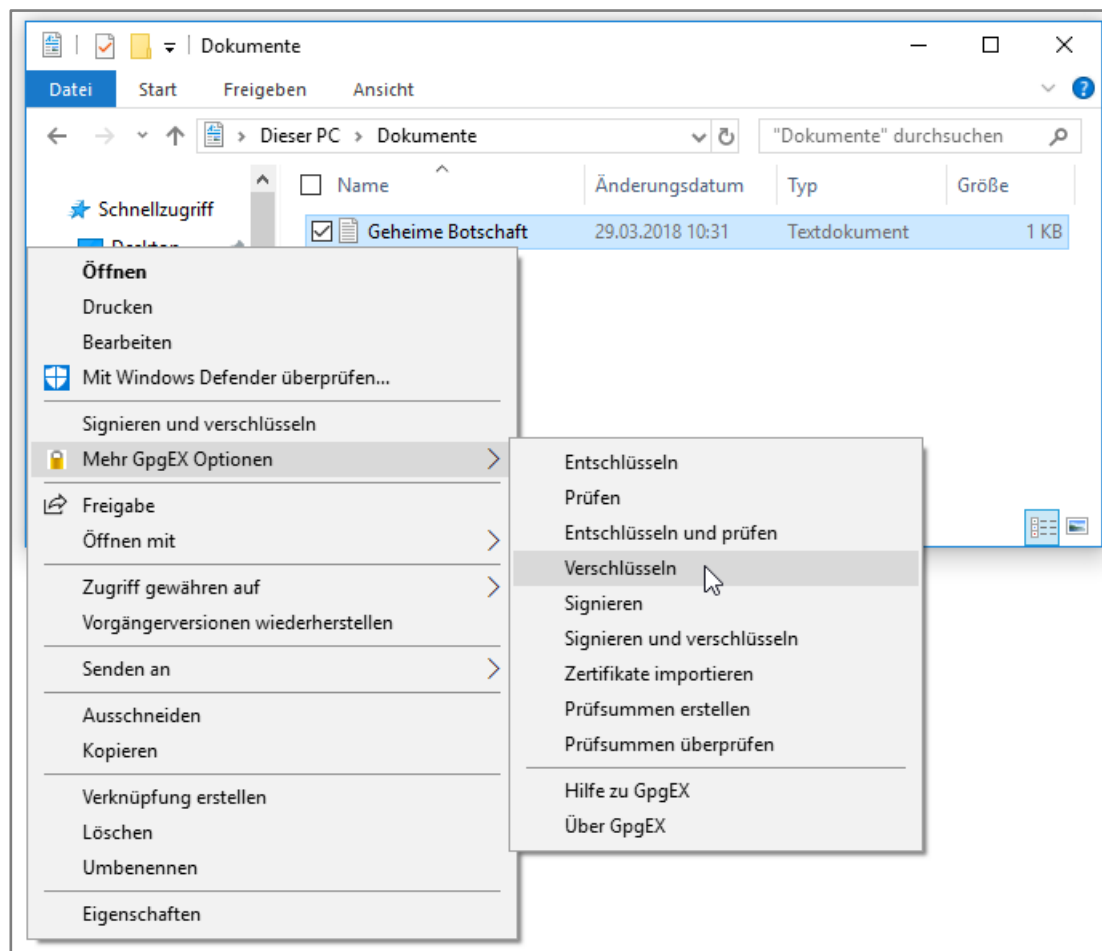 Dokumente
Datei Start Freigeben Ansicht
Dieser PC > Dokumente "Dokumente" durchsuchen
Name Änderungsdatum Typ Größe
Schnellzugriff
Desktop
Geheime Botschaft 29.03.2018 10:31 Textdokument 1 KB
Öffnen
Drucken
Bearbeiten
Mit Windows Defender überprüfen...
Signieren und verschlüsseln
Mehr GpgEX Optionen
Freigabe
Öffnen mit
Zugriff gewähren auf
Vorgängerversionen wiederherstellen
Senden an
Ausschneiden
Kopieren
Verknüpfung erstellen
Löschen
Umbenennen
Eigenschaften
Entschlüsseln
Prüfen
Entschlüsseln und prüfen
Verschlüsseln
Signieren
Signieren und verschlüsseln
Zertifikate importieren
Prüfsummen erstellen
Prüfsummen überprüfen
Hilfe zu GpgEX
Über GpgEX